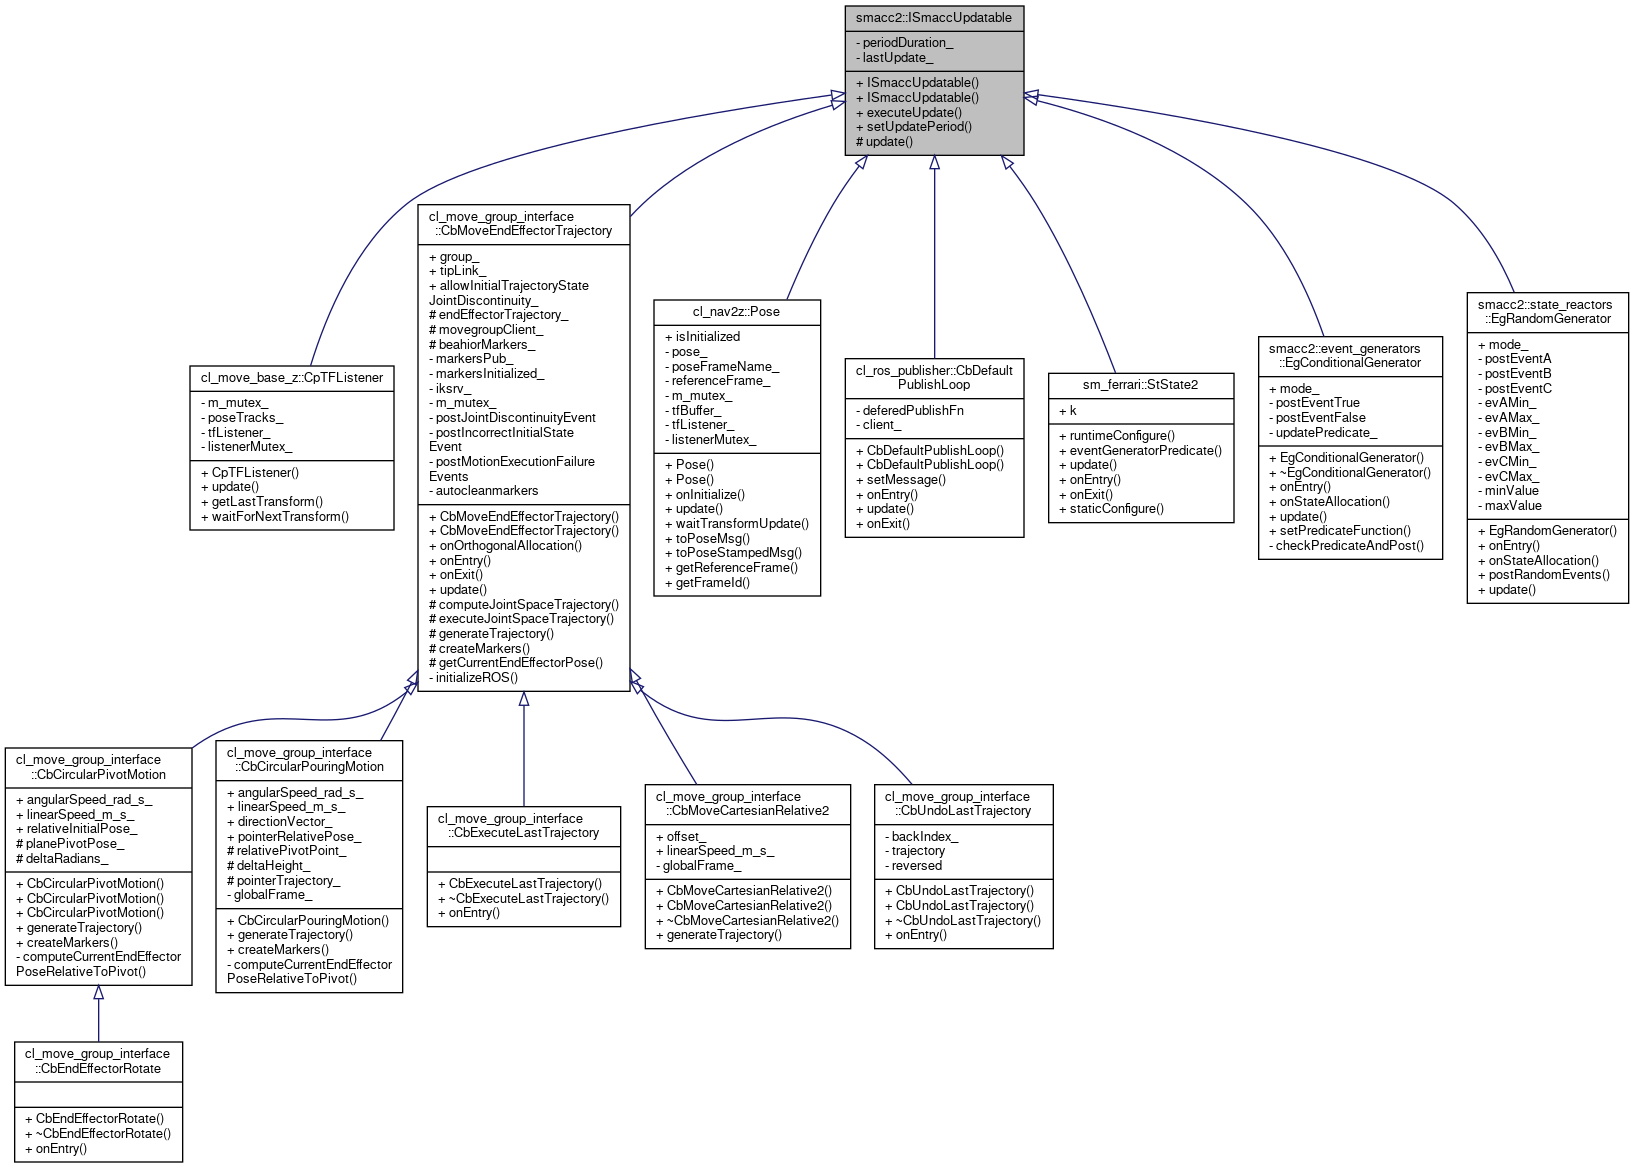 smacc2::ISmaccUpdatable
- periodDuration_
- lastUpdate_
+ ISmaccUpdatable()
+ ISmaccUpdatable()
+ executeUpdate()
+ setUpdatePeriod()
# update()
cl_move_base_z::CpTFListener
- m_mutex_
- poseTracks_
- tfListener_
- listenerMutex_
+ CpTFListener()
+ update()
+ getLastTransform()
+ waitForNextTransform()
cl_move_group_interface
::CbMoveEndEffectorTrajectory
+ group_
+ tipLink_
+ allowInitialTrajectoryState
JointDiscontinuity_
# endEffectorTrajectory_
# movegroupClient_
# beahiorMarkers_
- markersPub_
- markersInitialized_
- iksrv_
- m_mutex_
- postJointDiscontinuityEvent
- postIncorrectInitialState
Event
- postMotionExecutionFailure
Events
- autocleanmarkers
+ CbMoveEndEffectorTrajectory()
+ CbMoveEndEffectorTrajectory()
+ onOrthogonalAllocation()
+ onEntry()
+ onExit()
+ update()
# computeJointSpaceTrajectory()
# executeJointSpaceTrajectory()
# generateTrajectory()
# createMarkers()
# getCurrentEndEffectorPose()
- initializeROS()
cl_nav2z::Pose
+ isInitialized
- pose_
- poseFrameName_
- referenceFrame_
- m_mutex_
- tfBuffer_
- tfListener_
- listenerMutex_
+ Pose()
+ Pose()
+ onInitialize()
+ update()
+ waitTransformUpdate()
+ toPoseMsg()
+ toPoseStampedMsg()
+ getReferenceFrame()
+ getFrameId()
cl_ros_publisher::CbDefault
PublishLoop
- deferedPublishFn
- client_
+ CbDefaultPublishLoop()
+ CbDefaultPublishLoop()
+ setMessage()
+ onEntry()
+ update()
+ onExit()
sm_ferrari::StState2
+ k
+ runtimeConfigure()
+ eventGeneratorPredicate()
+ update()
+ onEntry()
+ onExit()
+ staticConfigure()
smacc2::event_generators
::EgConditionalGenerator
+ mode_
- postEventTrue
- postEventFalse
- updatePredicate_
+ EgConditionalGenerator()
+ ~EgConditionalGenerator()
+ onEntry()
+ onStateAllocation()
+ update()
+ setPredicateFunction()
- checkPredicateAndPost()
smacc2::state_reactors
::EgRandomGenerator
+ mode_
- postEventA
- postEventB
- postEventC
- evAMin_
- evAMax_
- evBMin_
- evBMax_
- evCMin_
- evCMax_
- minValue
- maxValue
+ EgRandomGenerator()
+ onEntry()
+ onStateAllocation()
+ postRandomEvents()
+ update()
cl_move_group_interface
::CbCircularPivotMotion
+ angularSpeed_rad_s_
+ linearSpeed_m_s_
+ relativeInitialPose_
# planePivotPose_
# deltaRadians_
+ CbCircularPivotMotion()
+ CbCircularPivotMotion()
+ CbCircularPivotMotion()
+ generateTrajectory()
+ createMarkers()
- computeCurrentEndEffector
PoseRelativeToPivot()
cl_move_group_interface
::CbCircularPouringMotion
+ angularSpeed_rad_s_
+ linearSpeed_m_s_
+ directionVector_
+ pointerRelativePose_
# relativePivotPoint_
# deltaHeight_
# pointerTrajectory_
- globalFrame_
+ CbCircularPouringMotion()
+ generateTrajectory()
+ createMarkers()
- computeCurrentEndEffector
PoseRelativeToPivot()
cl_move_group_interface
::CbExecuteLastTrajectory
+ CbExecuteLastTrajectory()
+ ~CbExecuteLastTrajectory()
+ onEntry()
cl_move_group_interface
::CbMoveCartesianRelative2
+ offset_
+ linearSpeed_m_s_
- globalFrame_
+ CbMoveCartesianRelative2()
+ CbMoveCartesianRelative2()
+ ~CbMoveCartesianRelative2()
+ generateTrajectory()
cl_move_group_interface
::CbUndoLastTrajectory
- backIndex_
- trajectory
- reversed
+ CbUndoLastTrajectory()
+ CbUndoLastTrajectory()
+ ~CbUndoLastTrajectory()
+ onEntry()
cl_move_group_interface
::CbEndEffectorRotate
+ CbEndEffectorRotate()
+ ~CbEndEffectorRotate()
+ onEntry()